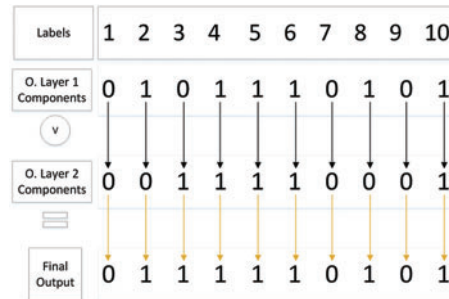 Labels 1 2 3 4 5 6 7 8 9 10
O. Layer 1
Components 0 1 0 1 1 1 0 1 0 1
v
O. Layer 2
Components 0 0 1 1 1 1 0 0 0 1
=
Final
Output 0 1 1 1 1 1 0 1 0 1